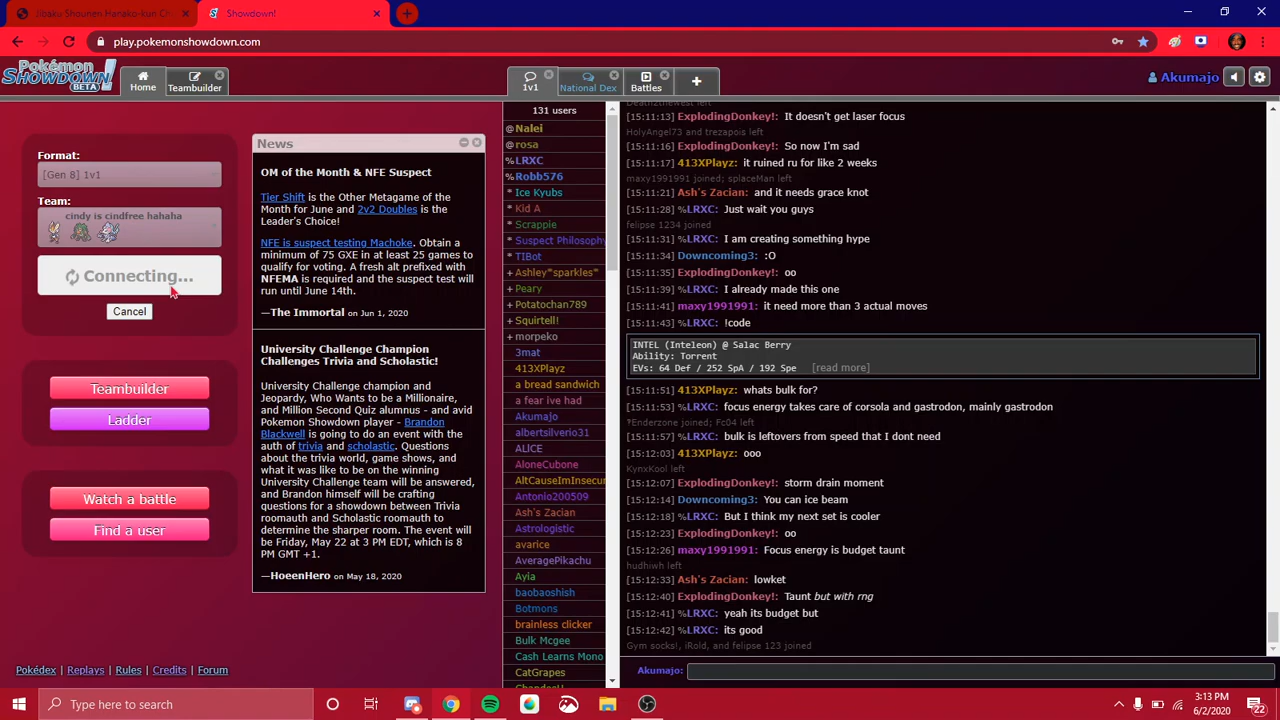 Jibaku Shounen Hanako-kun Ch
Showdown!
play.pokemonshowdown.com
Pokémon
SHOWDOWN!
BETA!
Home
Teambuilder
1v1
National Dex
Battles
Akumajo
Format:
[Gen 8] 1v1
Team:
cindy is cindfree hahaha
Connecting...
Cancel
Teambuilder
Ladder
Watch a battle
Find a user
Pokédex | Replays | Rules | Credits | Forum
News
OM of the Month & NFE Suspect
Tier Shift is the Other Metagame of the
Month for June and 2v2 Doubles is the
Leader's Choice!
NFE is suspect testing Machoke. Obtain a
minimum of 75 GXE in at least 25 games to
qualify for voting. A fresh alt prefixed with
NFEMA is required and the suspect test will
run until June 14th.
—The Immortal on Jun 1, 2020
University Challenge Champion
Challenges Trivia and Scholastic!
University Challenge champion and
Jeopardy, Who Wants to be a Millionaire,
and Million Second Quiz alumnus - and avid
Pokemon Showdown player - Brandon
Blackwell is going to do an event with the
auth of trivia and scholastic. Questions
about the trivia world, game shows, and
what it was like to be on the winning
University Challenge team will be answered,
and Brandon himself will be crafting
questions for a showdown between Trivia
roomauth and Scholastic roomauth to
determine the sharper room. The event will
be Friday, May 22 at 3 PM EDT, which is 8
PM GMT +1.
—HoeenHero on May 18, 2020
131 users
@ Nalei
@ rosa
% LRXC
% Robb576
* Ice Kyubs
* Kid A
* Scrappie
* Suspect Philosophy
* TIBot
+ Ashley*sparkles*
+ Peary
+ Potatochan789
+ Squirtell!
+ morpeko
3mat
413XPlayz
a bread sandwich
a fear ive had
Akumajo
albertsilverio31
ALICE
AloneCubone
AltCauseImInsecur
Antonio200509
Ash's Zacian
Astrologistic
avarice
AveragePikachu
Ayia
baobaoshish
Botmons
brainless clicker
Bulk Mcgee
Cash Learns Mono
CatGrapes
Death2thewest left
[15:11:13] ExplodingDonkey!: It doesn't get laser focus
HolyAngel73 and trezapois left
[15:11:16] ExplodingDonkey!: So now I'm sad
[15:11:17] 413XPlayz: it ruined ru for like 2 weeks
maxy1991991 joined; splaceMan left
[15:11:21] Ash's Zacian: and it needs grace knot
[15:11:28] %LRXC: Just wait you guys
felipse 1234 joined
[15:11:31] %LRXC: I am creating something hype
[15:11:34] Downcoming3: :O
[15:11:35] ExplodingDonkey!: oo
[15:11:39] %LRXC: I already made this one
[15:11:41] maxy1991991: it need more than 3 actual moves
[15:11:43] %LRXC: !code
INTEL (Inteleon) @ Salac Berry
Ability: Torrent
EVs: 64 Def / 252 SpA / 192 Spe [read more]
[15:11:51] 413XPlayz: whats bulk for?
[15:11:53] %LRXC: focus energy takes care of corsola and gastrodon, mainly gastrodon
†Enderzone joined; Fc04 left
[15:11:57] %LRXC: bulk is leftovers from speed that I dont need
[15:12:03] 413XPlayz: ooo
KynxKool left
[15:12:07] ExplodingDonkey!: storm drain moment
[15:12:14] Downcoming3: You can ice beam
[15:12:18] %LRXC: But I think my next set is cooler
[15:12:23] ExplodingDonkey!: oo
[15:12:26] maxy1991991: Focus energy is budget taunt
hudhiwh left
[15:12:33] Ash's Zacian: lowket
[15:12:40] ExplodingDonkey!: Taunt but with rng
[15:12:41] %LRXC: yeah its budget but
[15:12:42] %LRXC: its good
Gym socks!, iRold, and felipse 123 joined
Akumajo:
Type here to search
3:13 PM
6/2/2020
22